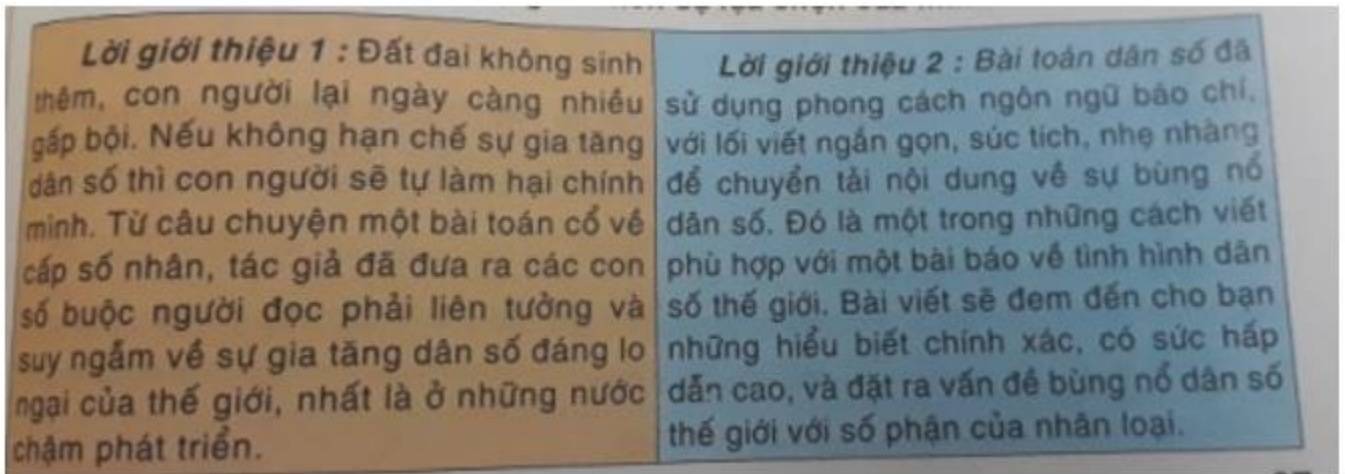 Lời giới thiệu 1 : Đất đai không sinh
thêm, con người lại ngày càng nhiều
gấp bội. Nếu không hạn chế sự gia tăng
dân số thì con người sẽ tự làm hại chính
mình. Từ câu chuyện một bài toán cổ về
cấp số nhân, tác giả đã đưa ra các con
số buộc người đọc phải liên tưởng và
suy ngẫm về sự gia tăng dân số đáng lo
ngại của thế giới, nhất là ở những nước
chậm phát triển.
Lời giới thiệu 2 : Bài toán dân số đã
sử dụng phong cách ngôn ngữ báo chí,
với lối viết ngắn gọn, súc tích, nhẹ nhàng
để chuyển tải nội dung về sự bùng nổ
dân số. Đó là một trong những cách viết
phù hợp với một bài báo về tình hình dân
số thế giới. Bài viết sẽ đem đến cho bạn
những hiểu biết chính xác, có sức hấp
dẫn cao, và đặt ra vấn đề bùng nổ dân số
thế giới với số phận của nhân loại.